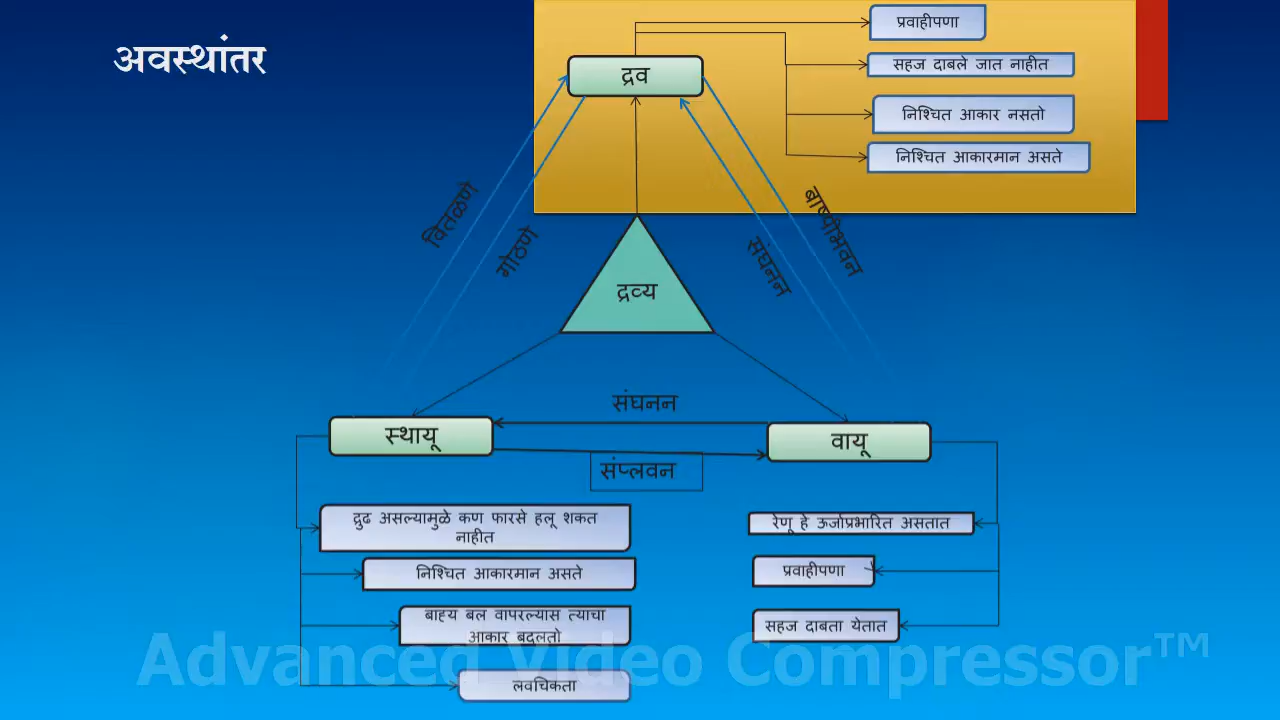 अवस्थांतर
द्रव
प्रवाहीपणा
सहज दाबले जात नाहीत
निश्चित आकार नसतो
निश्चित आकारमान असते
वितळणे
गोठणे
संघनन
बाष्पीभवन
द्रव्य
संघनन
स्थायू
वायू
संप्लवन
द्रुढ असल्यामुळे कण फारसे हलू शकत
नाहीत
निश्चित आकारमान असते
बाह्य बल वापरल्यास त्याचा
आकार बदलतो
लवचिकता
रेणू हे ऊर्जाप्रभारित असतात
प्रवाहीपणा
सहज दाबता येतात
Advanced Video Compressor™